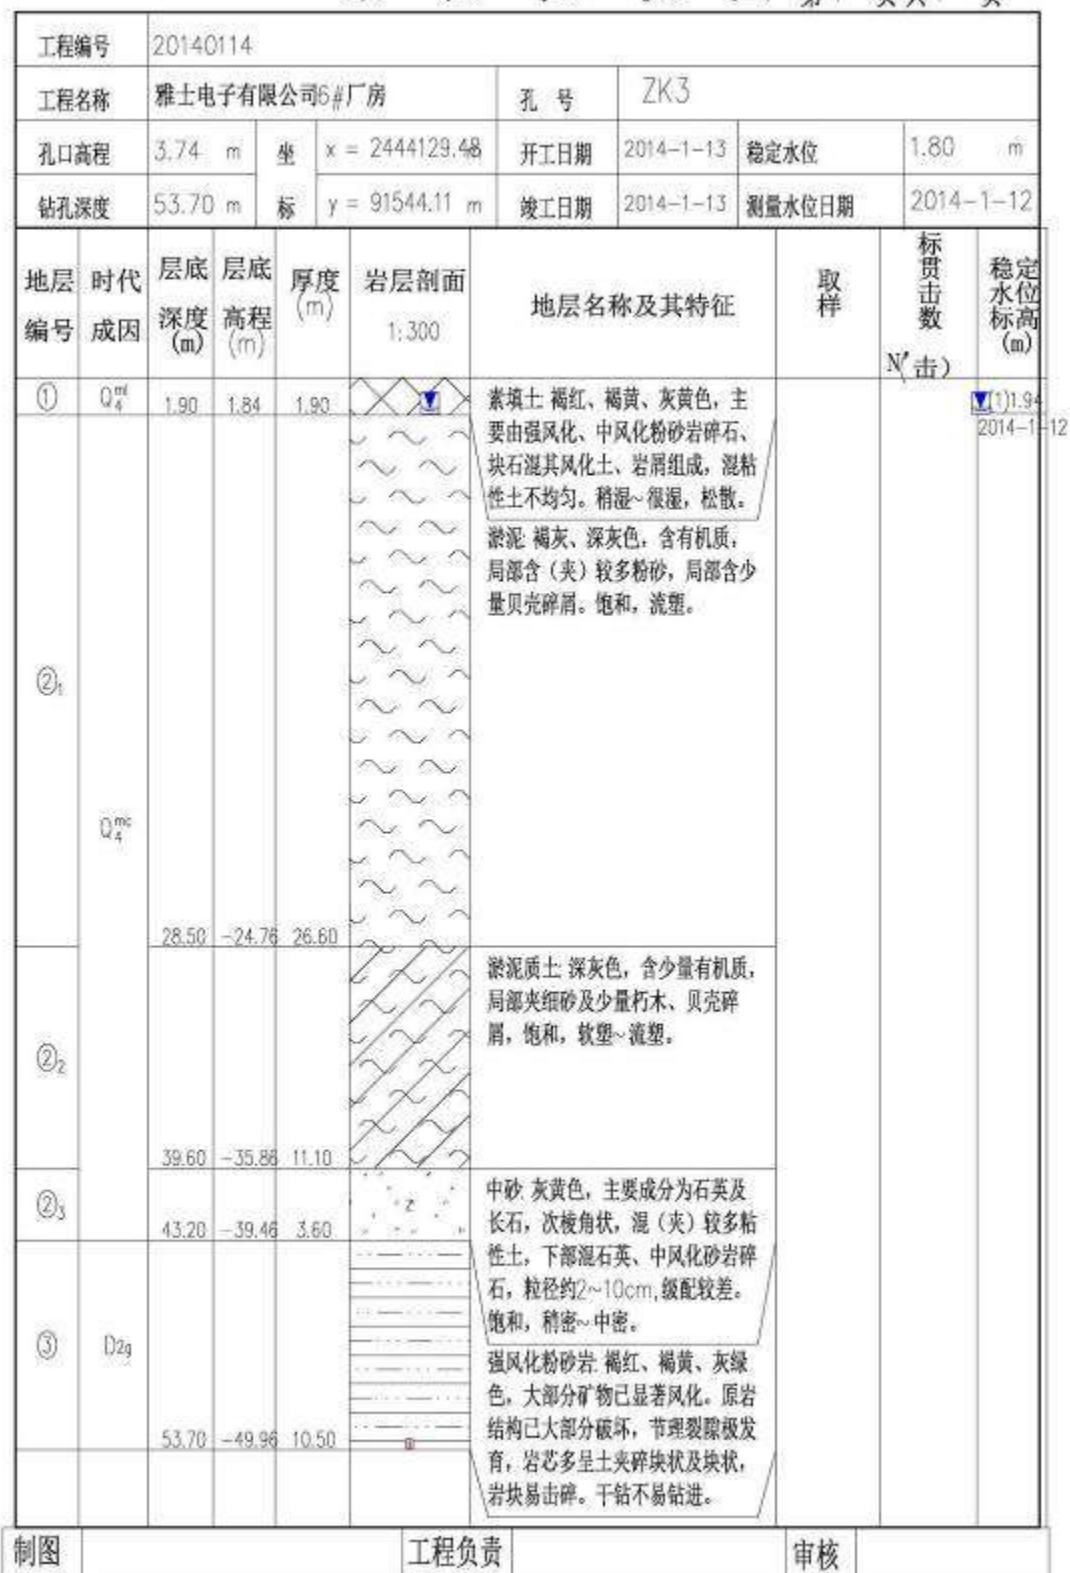 工程编号 20140114
工程名称 雅士电子有限公司6#厂房 孔 号 ZK3
孔口高程 3.74 m 坐 x = 2444129.48 开工日期 2014-1-13 稳定水位 1.80 m
钻孔深度 53.70 m 标 y = 91544.11 m 竣工日期 2014-1-13 测量水位日期 2014-1-12
地层编号 时代成因 层底深度(m) 层底高程(m) 厚度(m) 岩层剖面 1:300 地层名称及其特征 取样 标贯击数 N'(击) 稳定水位标高(m)
① Q4ml 1.90 1.84 1.90 素填土:褐红、褐黄、灰黄色，主 (1)1.94
要由强风化、中风化粉砂岩碎石、 2014-1-12
块石混其风化土、岩屑组成，混粘
性土不均匀。稍湿~很湿，松散。
淤泥:褐灰、深灰色，含有机质，
局部含（夹）较多粉砂，局部含少
量贝壳碎屑。饱和，流塑。
②1
Q4mc
28.50 -24.76 26.60
淤泥质土:深灰色，含少量有机质，
局部夹细砂及少量朽木、贝壳碎
屑，饱和，软塑~流塑。
②2
39.60 -35.86 11.10
中砂:灰黄色，主要成分为石英及
②3 z 长石，次棱角状，混（夹）较多粘
43.20 -39.46 3.60
性土，下部混石英、中风化砂岩碎
石，粒径约2~10cm,级配较差。
饱和，稍密~中密。
③ D2g 强风化粉砂岩:褐红、褐黄、灰绿
色，大部分矿物已显著风化。原岩
结构已大部分破坏，节理裂隙极发
53.70 -49.96 10.50
育，岩芯多呈土夹碎块状及块状，
岩块易击碎。干钻不易钻进。
制图 工程负责 审核